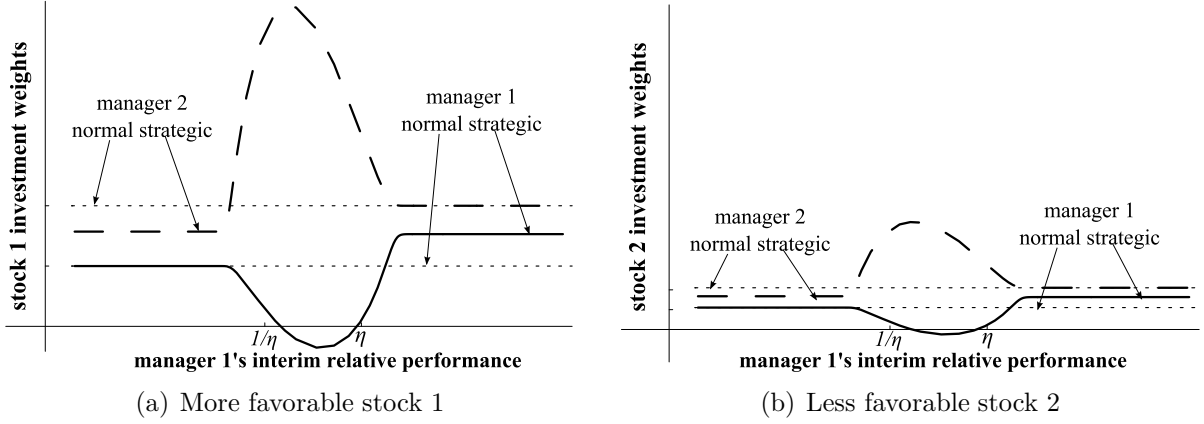 stock 1 investment weights
manager 2
normal strategic
manager 1
normal strategic
1/η
η
manager 1's interim relative performance
(a) More favorable stock 1
stock 2 investment weights
manager 2
normal strategic
manager 1
normal strategic
1/η
η
manager 1's interim relative performance
(b) Less favorable stock 2